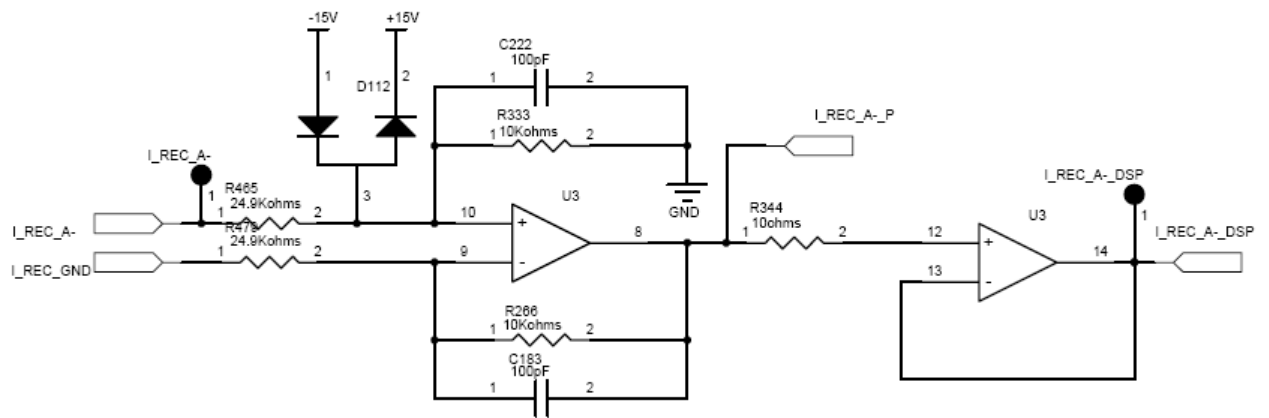 -15V
+15V
1
D112
2
3
C222
100pF
1
2
R333
10Kohms
1
2
GND
I_REC_A-_P
I_REC_A-
1
R465
24.9Kohms
1
2
I_REC_A-
R479
24.9Kohms
1
2
I_REC_GND
U3
10
+
9
-
8
R344
10ohms
1
2
R266
10Kohms
1
2
C183
100pF
1
2
U3
12
+
13
-
14
I_REC_A-_DSP
1
I_REC_A-_DSP